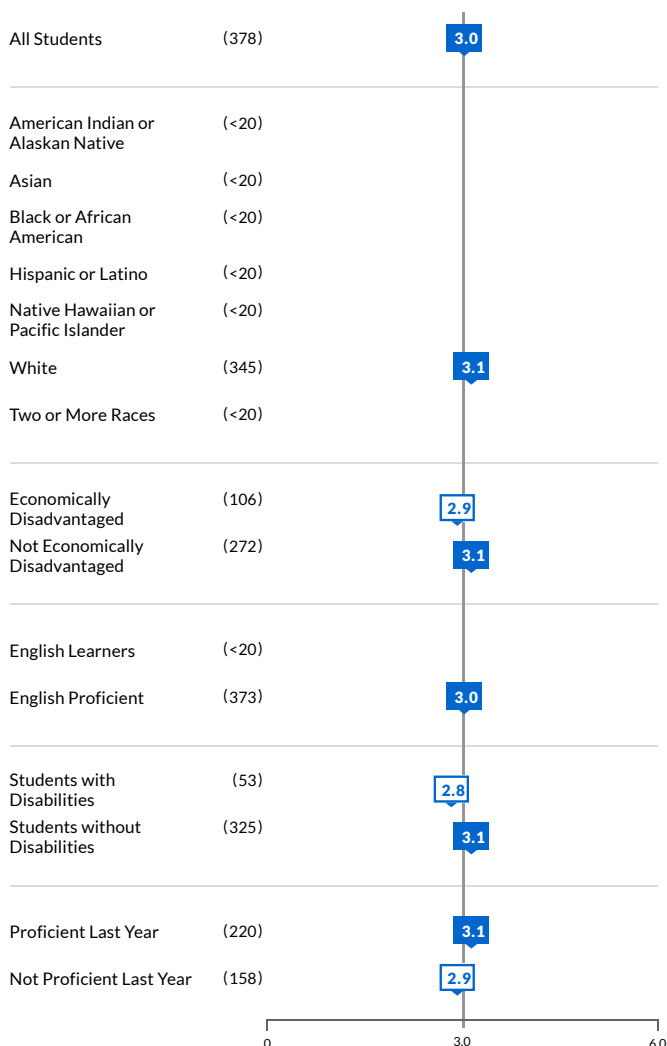 All Students (378) 3.0
American Indian or (<20)
Alaskan Native
Asian (<20)
Black or African (<20)
American
Hispanic or Latino (<20)
Native Hawaiian or (<20)
Pacific Islander
White (345) 3.1
Two or More Races (<20)
Economically (106) 2.9
Disadvantaged
Not Economically (272) 3.1
Disadvantaged
English Learners (<20)
English Proficient (373) 3.0
Students with (53) 2.8
Disabilities
Students without (325) 3.1
Disabilities
Proficient Last Year (220) 3.1
Not Proficient Last Year (158) 2.9
0 3.0 6.0